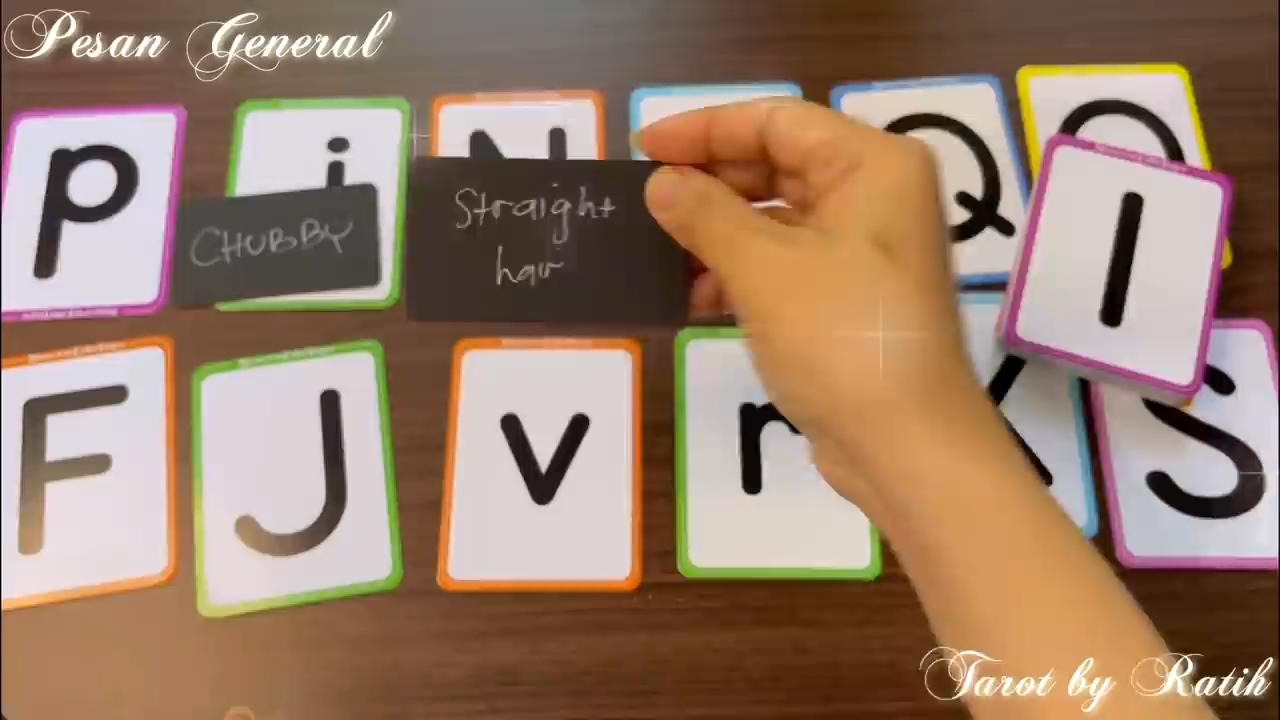 Pesan General
p
i
N
Q
I
CHUBBY
Straight
hair
F
J
v
r
S
Tarot by Ratih